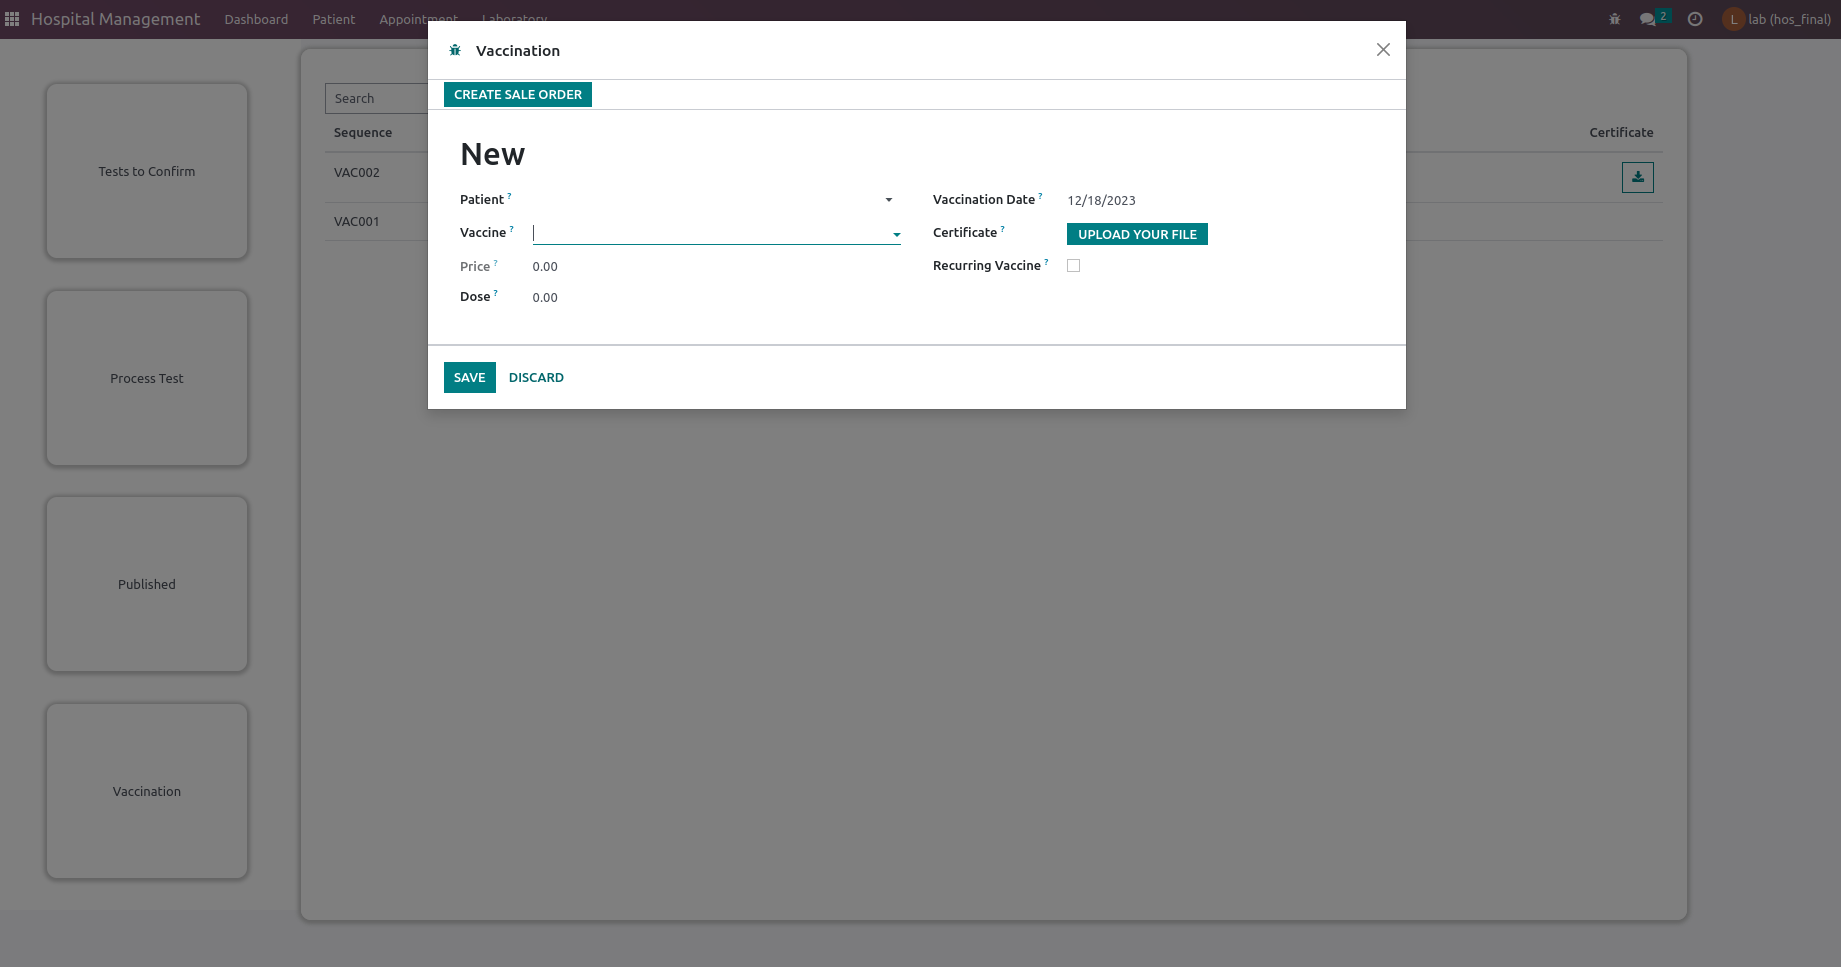 Hospital Management Dashboard Patient Appointment Laboratory 2 L lab (hos_final)
Vaccination
CREATE SALE ORDER
New
Patient ?
Vaccine ?
Price ? 0.00
Dose ? 0.00
Vaccination Date ? 12/18/2023
Certificate ? UPLOAD YOUR FILE
Recurring Vaccine ?
SAVE DISCARD
Tests to Confirm
Process Test
Published
Vaccination
Search
Sequence Certificate
VAC002
VAC001